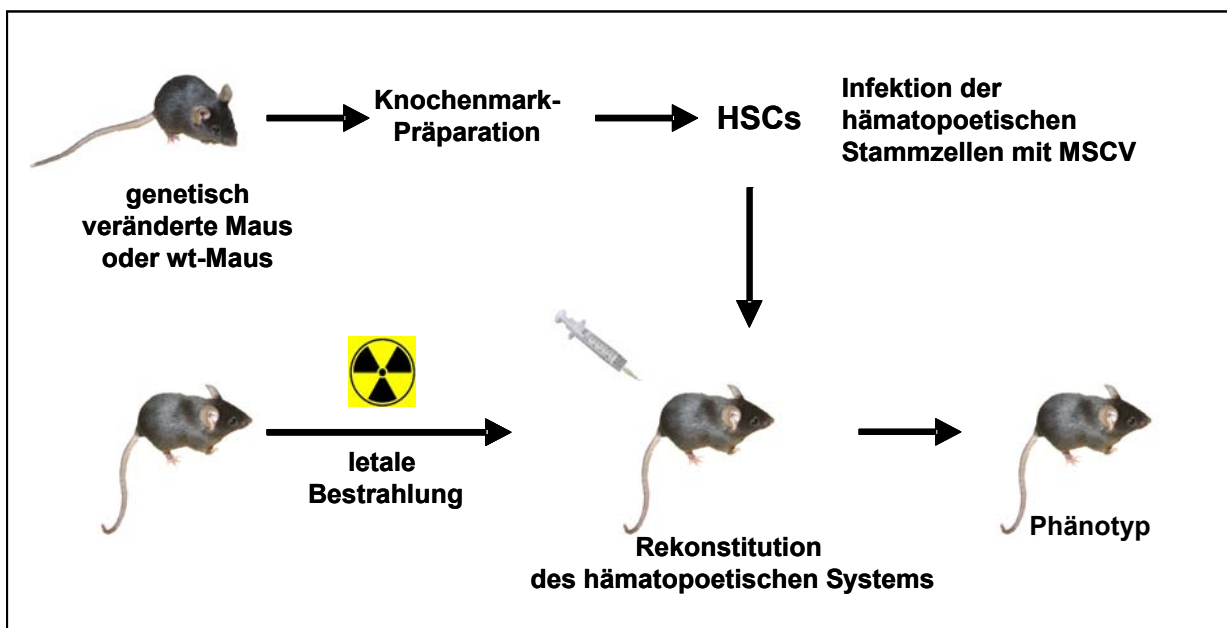 Knochenmark-
Präparation
HSCs
Infektion der
hämatopoetischen
Stammzellen mit MSCV
genetisch
veränderte Maus
oder wt-Maus
letale
Bestrahlung
Rekonstitution
des hämatopoetischen Systems
Phänotyp